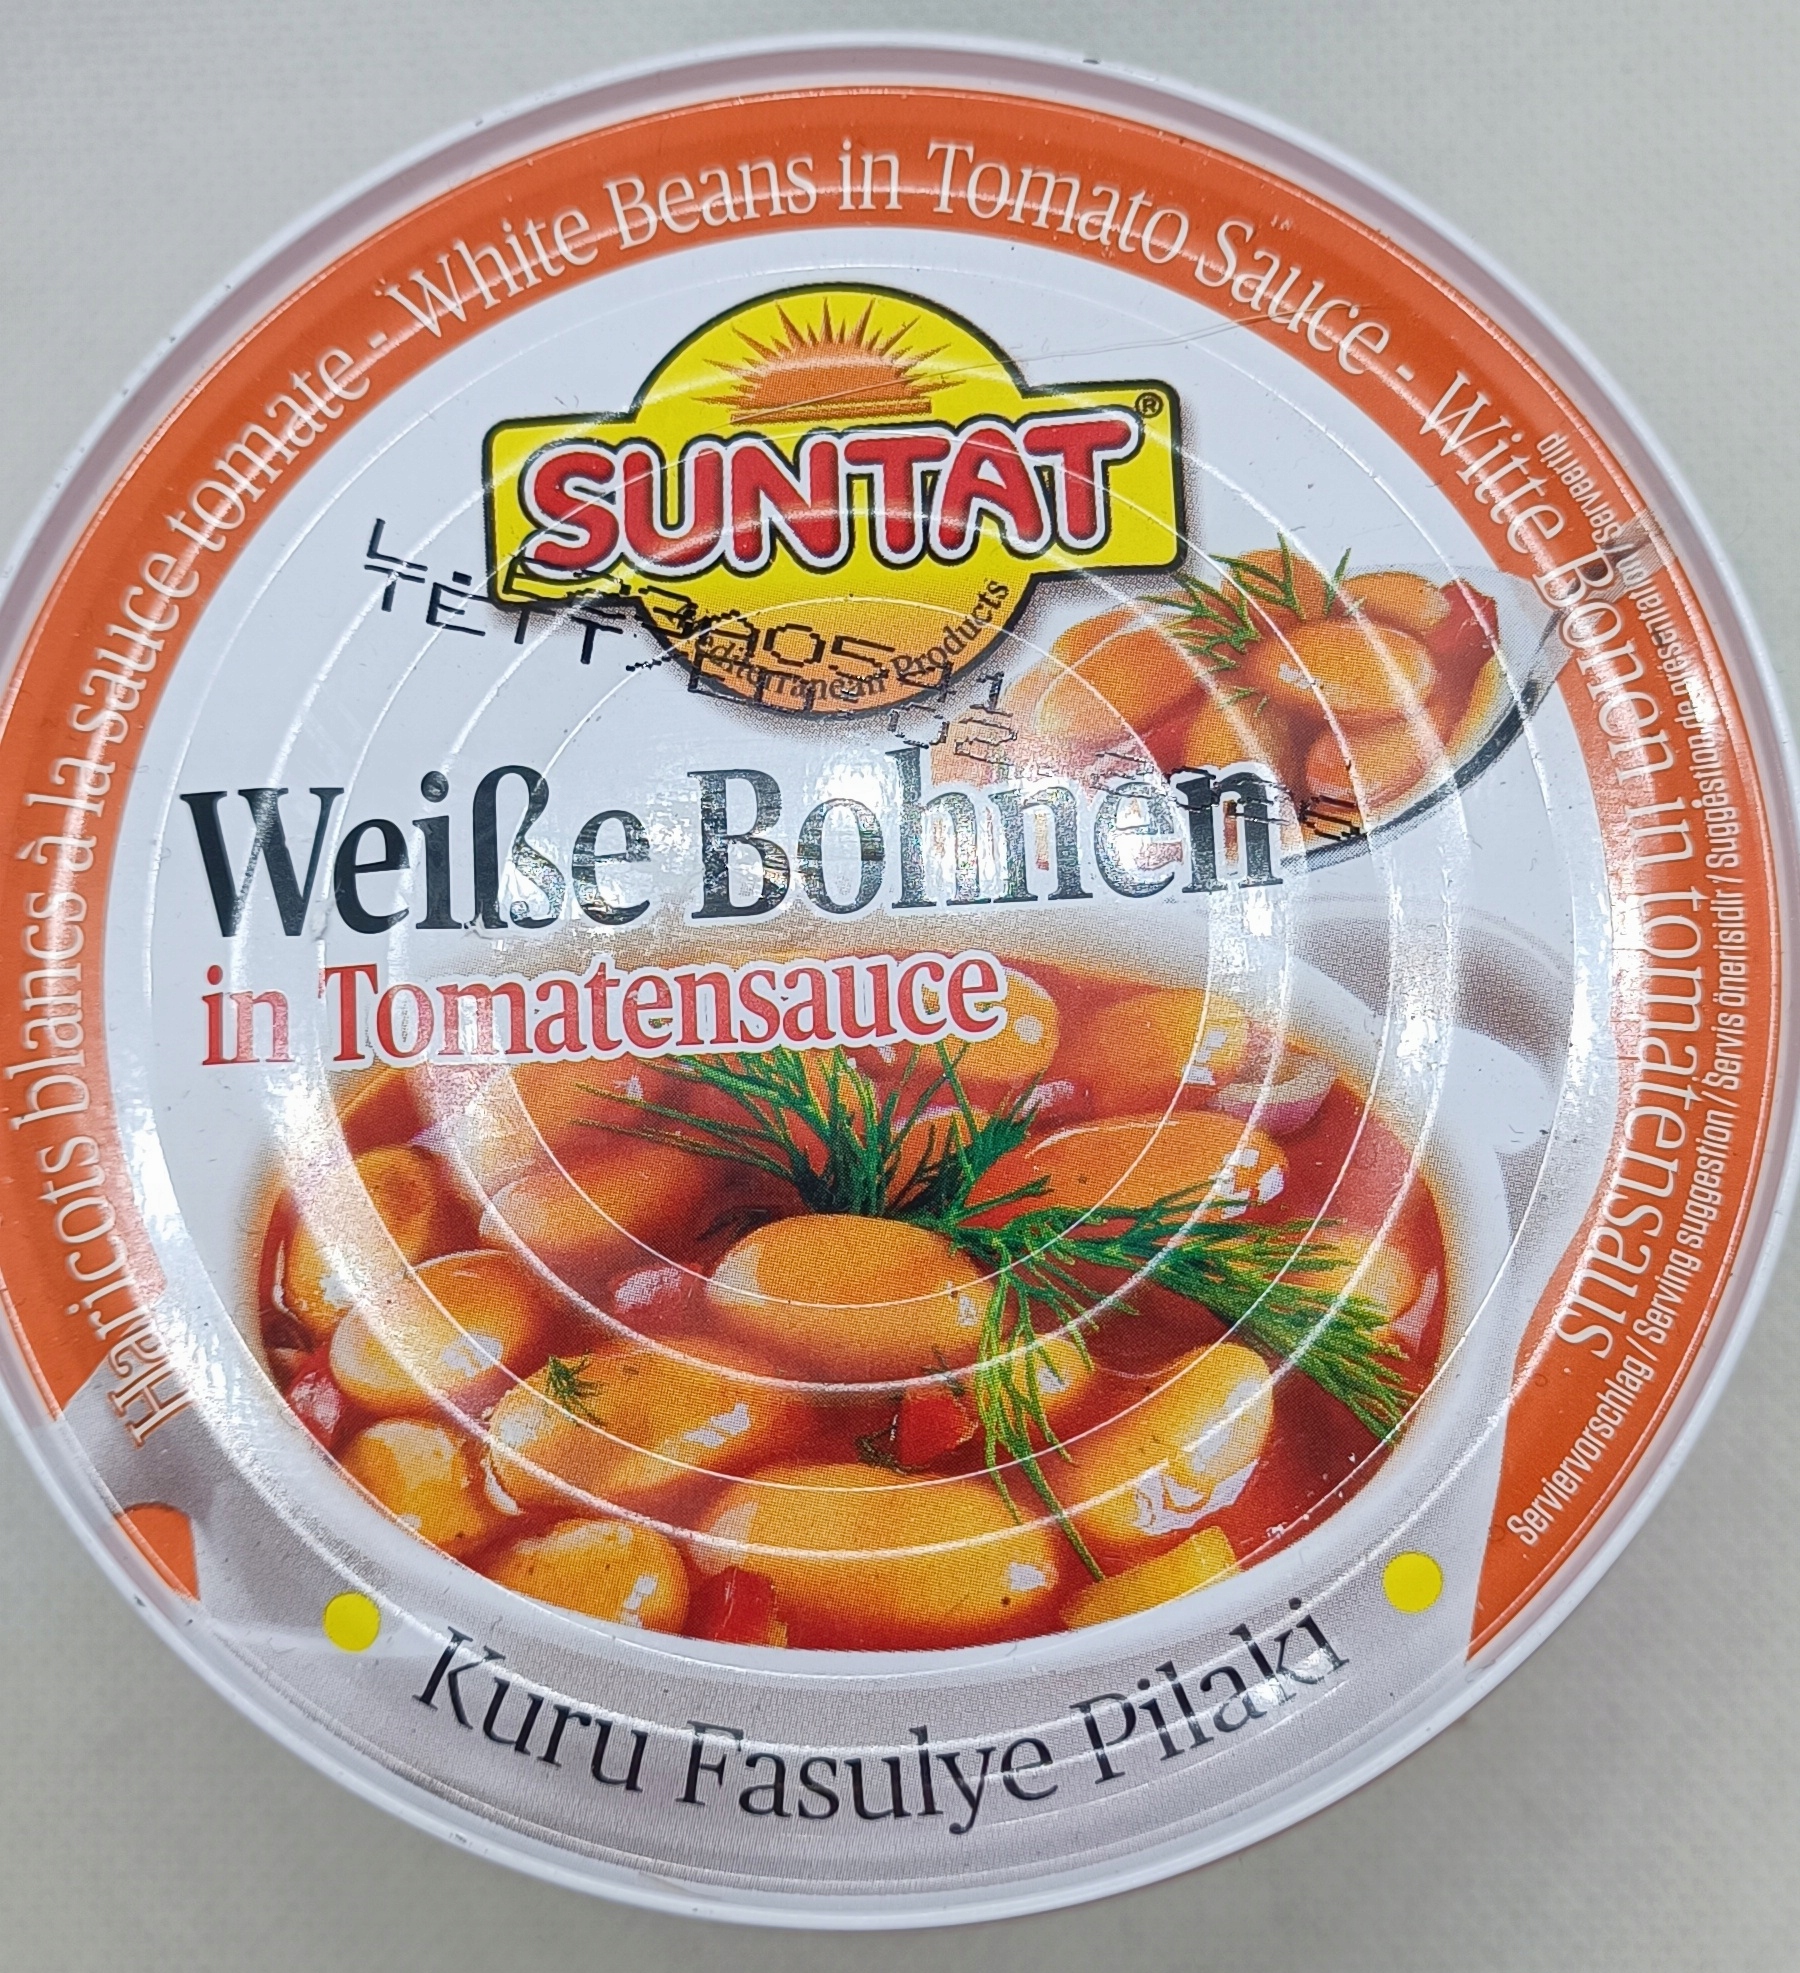 Haricots blancs à la sauce tomate - White Beans in Tomato Sauce - Witte Bonen in tomatensaus
SUNTAT®
Mediterranean Products
Weiße Bohnen
in Tomatensauce
Serviervorschlag / Serving suggestion / Servis önerisidir / Suggestion de présentation / serveertip
Kuru Fasulye Pilaki